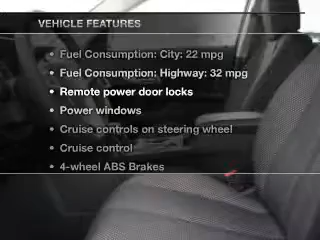 VEHICLE FEATURES
• Fuel Consumption: City: 22 mpg
• Fuel Consumption: Highway: 32 mpg
• Remote power door locks
• Power windows
• Cruise controls on steering wheel
• Cruise control
• 4-wheel ABS Brakes